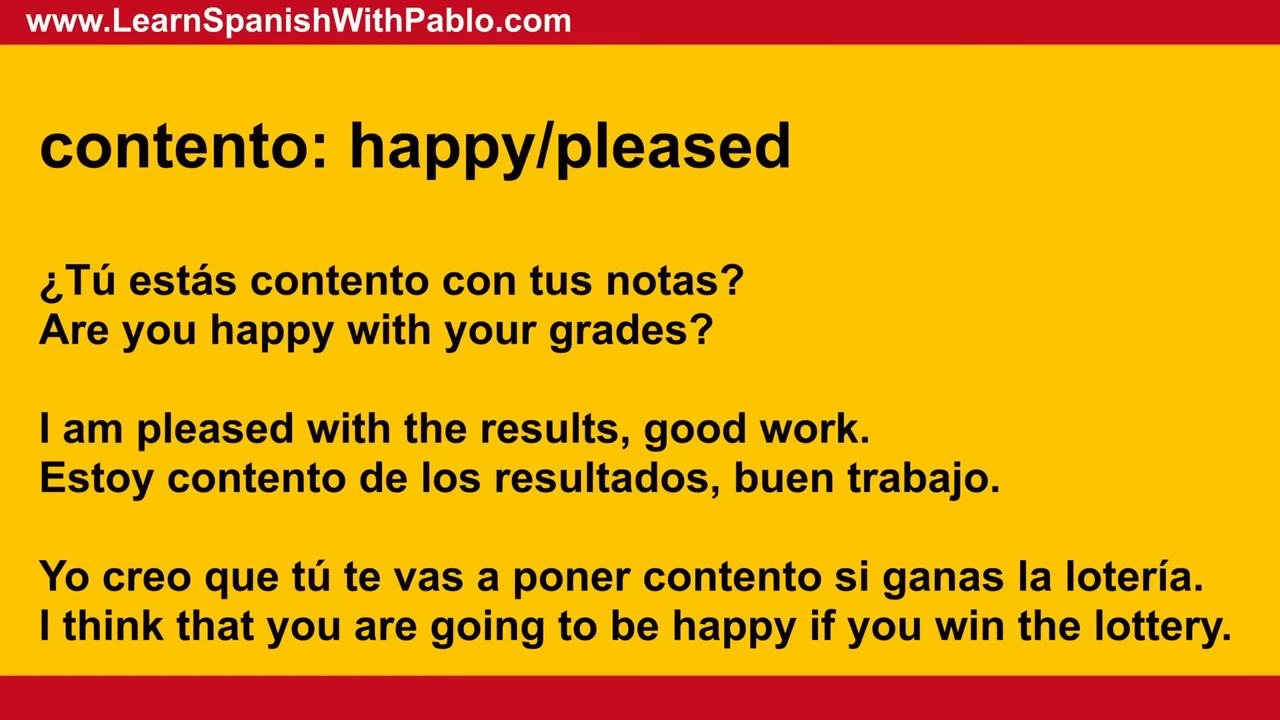 www.LearnSpanishWithPablo.com
contento: happy/pleased
¿Tú estás contento con tus notas?
Are you happy with your grades?
I am pleased with the results, good work.
Estoy contento de los resultados, buen trabajo.
Yo creo que tú te vas a poner contento si ganas la lotería.
I think that you are going to be happy if you win the lottery.